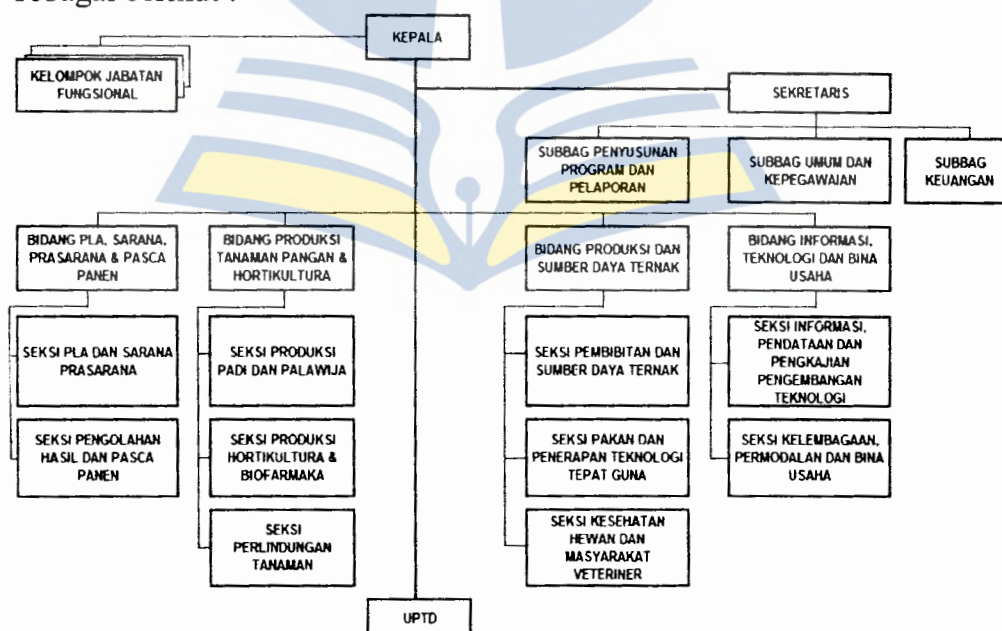 sebagai berikut :
KEPALA
KELOMPOK JABATAN
FUNGSIONAL
SEKRETARIS
SUBBAG PENYUSUNAN
PROGRAM DAN
PELAPORAN
SUBBAG UMUM DAN
KEPEGAWAIAN
SUBBAG
KEUANGAN
BIDANG PLA, SARANA,
PRASARANA & PASCA
PANEN
BIDANG PRODUKSI
TANAMAN PANGAN &
HORTIKULTURA
BIDANG PRODUKSI DAN
SUMBER DAYA TERNAK
BIDANG INFORMASI,
TEKNOLOGI DAN BINA
USAHA
SEKSI PLA DAN SARANA
PRASARANA
SEKSI PRODUKSI
PADI DAN PALAWIJA
SEKSI PEMBIBITAN DAN
SUMBER DAYA TERNAK
SEKSI INFORMASI,
PENDATAAN DAN
PENGKAJIAN
PENGEMBANGAN
TEKNOLOGI
SEKSI PENGOLAHAN
HASIL DAN PASCA
PANEN
SEKSI PRODUKSI
HORTIKULTURA &
BIOFARMAKA
SEKSI PAKAN DAN
PENERAPAN TEKNOLOGI
TEPAT GUNA
SEKSI KELEMBAGAAN,
PERMODALAN DAN BINA
USAHA
SEKSI
PERLINDUNGAN
TANAMAN
SEKSI KESEHATAN
HEWAN DAN
MASYARAKAT
VETERINER
UPTD